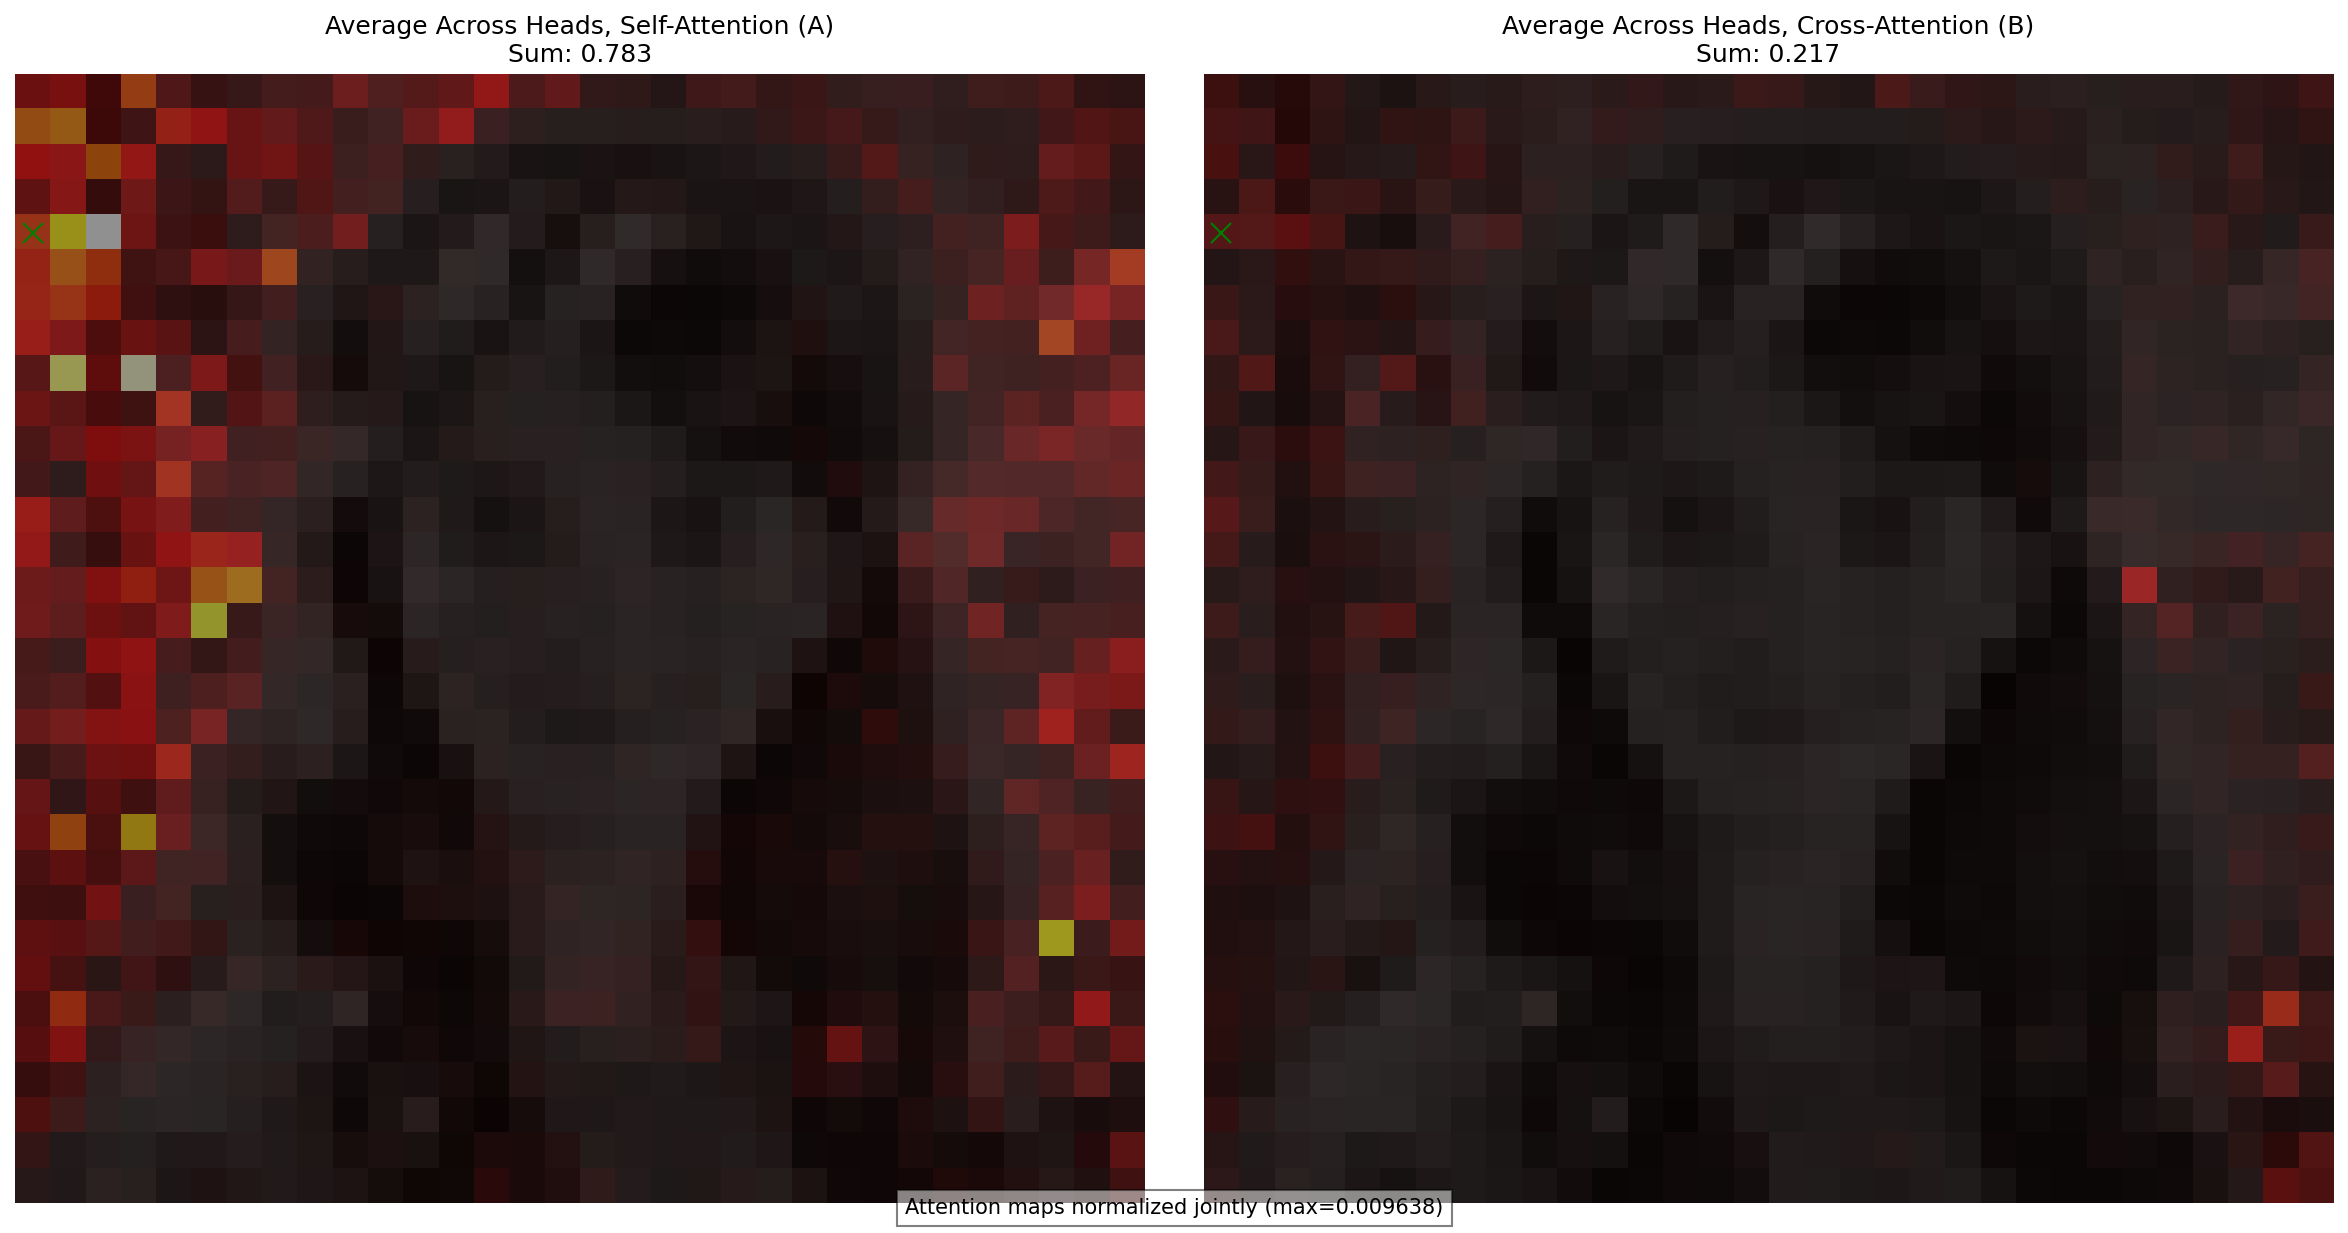 Average Across Heads, Self-Attention (A)
Sum: 0.783
Average Across Heads, Cross-Attention (B)
Sum: 0.217
Attention maps normalized jointly (max=0.009638)